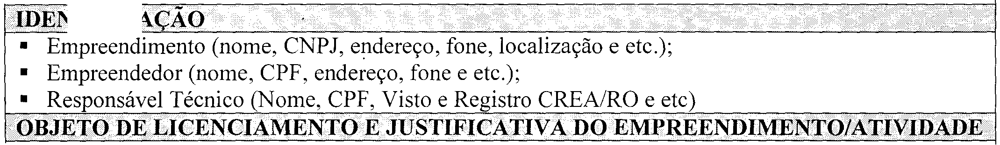 ▪ Empreendimento (nome, CNPJ, endereço, fone, localização e etc.);
▪ Empreendedor (nome, CPF, endereço, fone e etc.);
▪ Responsável Técnico (Nome, CPF, Visto e Registro CREA/RO e etc)
OBJETO DE LICENCIAMENTO E JUSTIFICATIVA DO EMPREENDIMENTO/ATIVIDADE